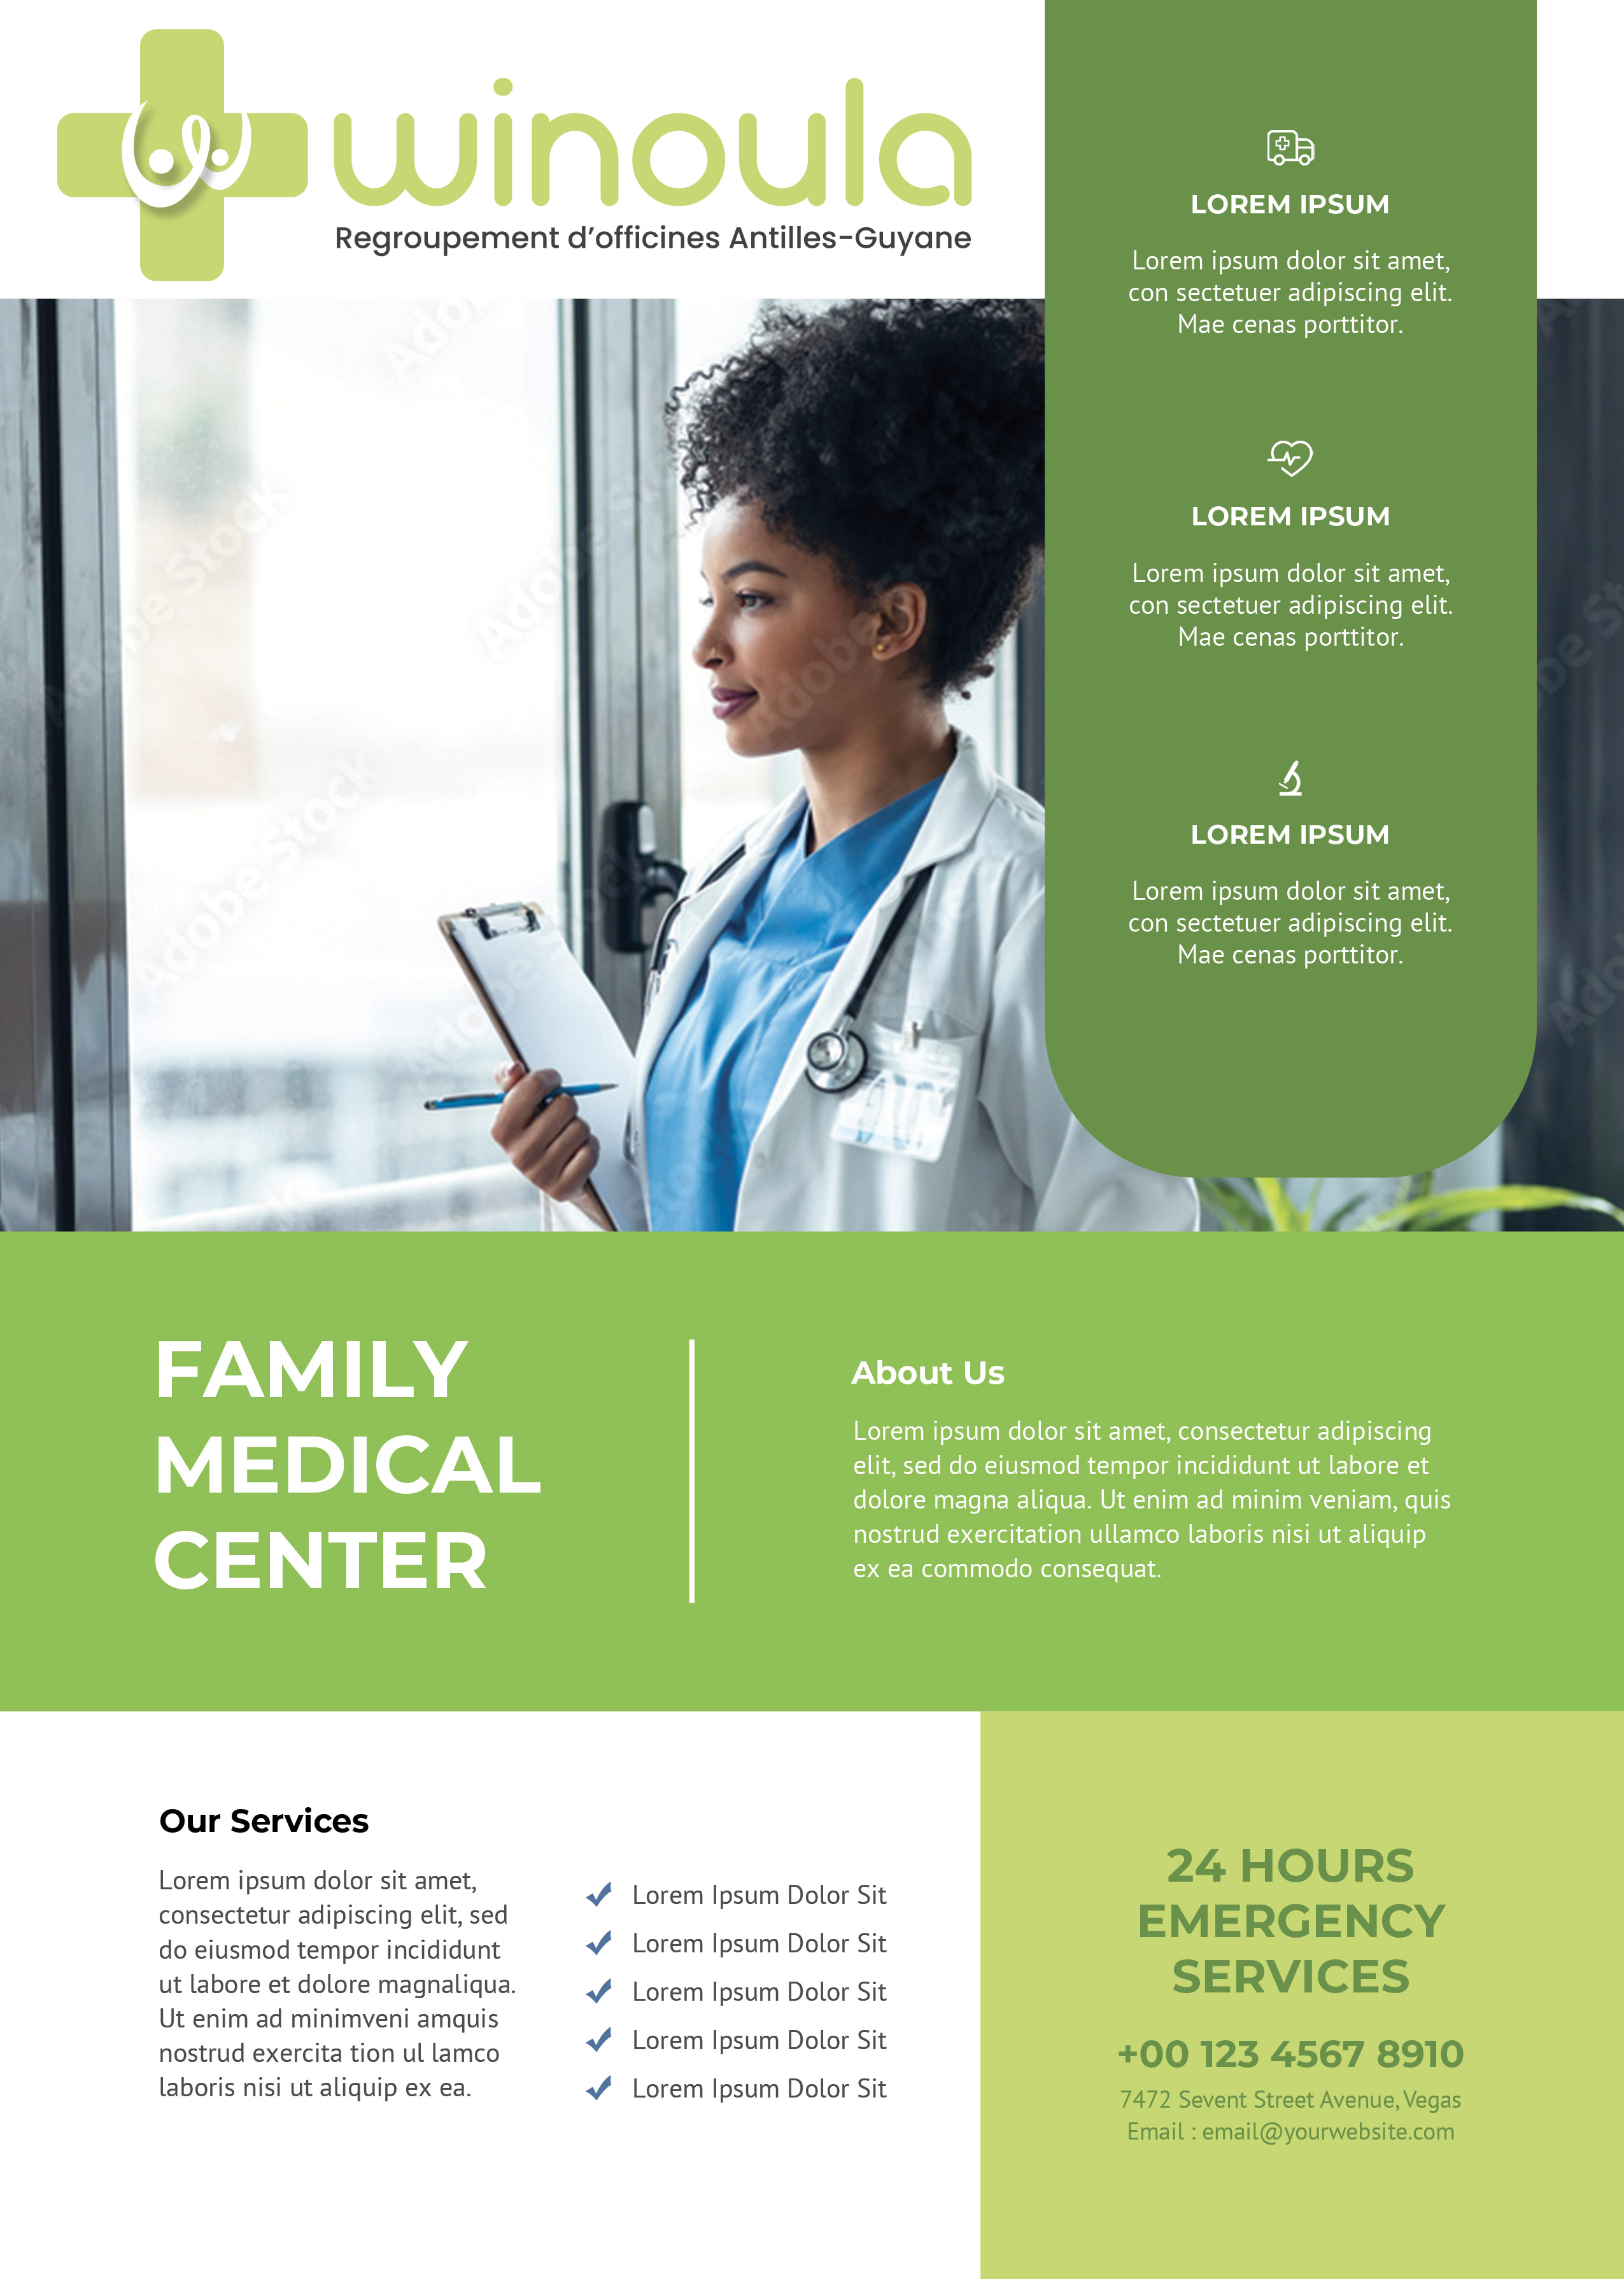 winoula
Regroupement d’officines Antilles-Guyane
LOREM IPSUM
Lorem ipsum dolor sit amet,
con sectetuer adipiscing elit.
Mae cenas porttitor.
LOREM IPSUM
Lorem ipsum dolor sit amet,
con sectetuer adipiscing elit.
Mae cenas porttitor.
LOREM IPSUM
Lorem ipsum dolor sit amet,
con sectetuer adipiscing elit.
Mae cenas porttitor.
Adobe Stock
Adobe Stock
Adobe Stock
FAMILY
MEDICAL
CENTER
About Us
Lorem ipsum dolor sit amet, consectetur adipiscing
elit, sed do eiusmod tempor incididunt ut labore et
dolore magna aliqua. Ut enim ad minim veniam, quis
nostrud exercitation ullamco laboris nisi ut aliquip
ex ea commodo consequat.
Our Services
Lorem ipsum dolor sit amet,
consectetur adipiscing elit, sed
do eiusmod tempor incididunt
ut labore et dolore magnaliqua.
Ut enim ad minimveni amquis
nostrud exercita tion ul lamco
laboris nisi ut aliquip ex ea.
Lorem Ipsum Dolor Sit
Lorem Ipsum Dolor Sit
Lorem Ipsum Dolor Sit
Lorem Ipsum Dolor Sit
Lorem Ipsum Dolor Sit
24 HOURS
EMERGENCY
SERVICES
+00 123 4567 8910
7472 Sevent Street Avenue, Vegas
Email : email@yourwebsite.com